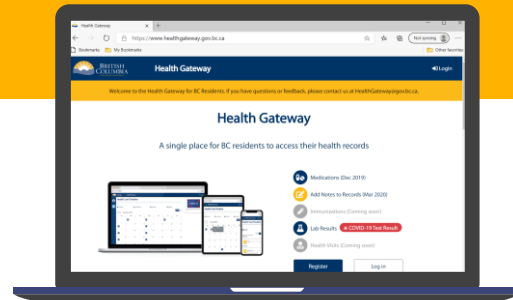 Health Gateway
https://www.healthgateway.gov.bc.ca
Not syncing
Bookmarks
My Bookmarks
Other favorites
BRITISH
COLUMBIA
Health Gateway
Login
Welcome to the Health Gateway for BC Residents. If you have questions or feedback, please contact us at HealthGateway@gov.bc.ca.
Health Gateway
A single place for BC residents to access their health records
Medications (Dec 2019)
Add Notes to Records (Mar 2020)
Immunizations (Coming soon)
Lab Results
COVID-19 Test Result
Health Visits (Coming soon)
Register
Log in